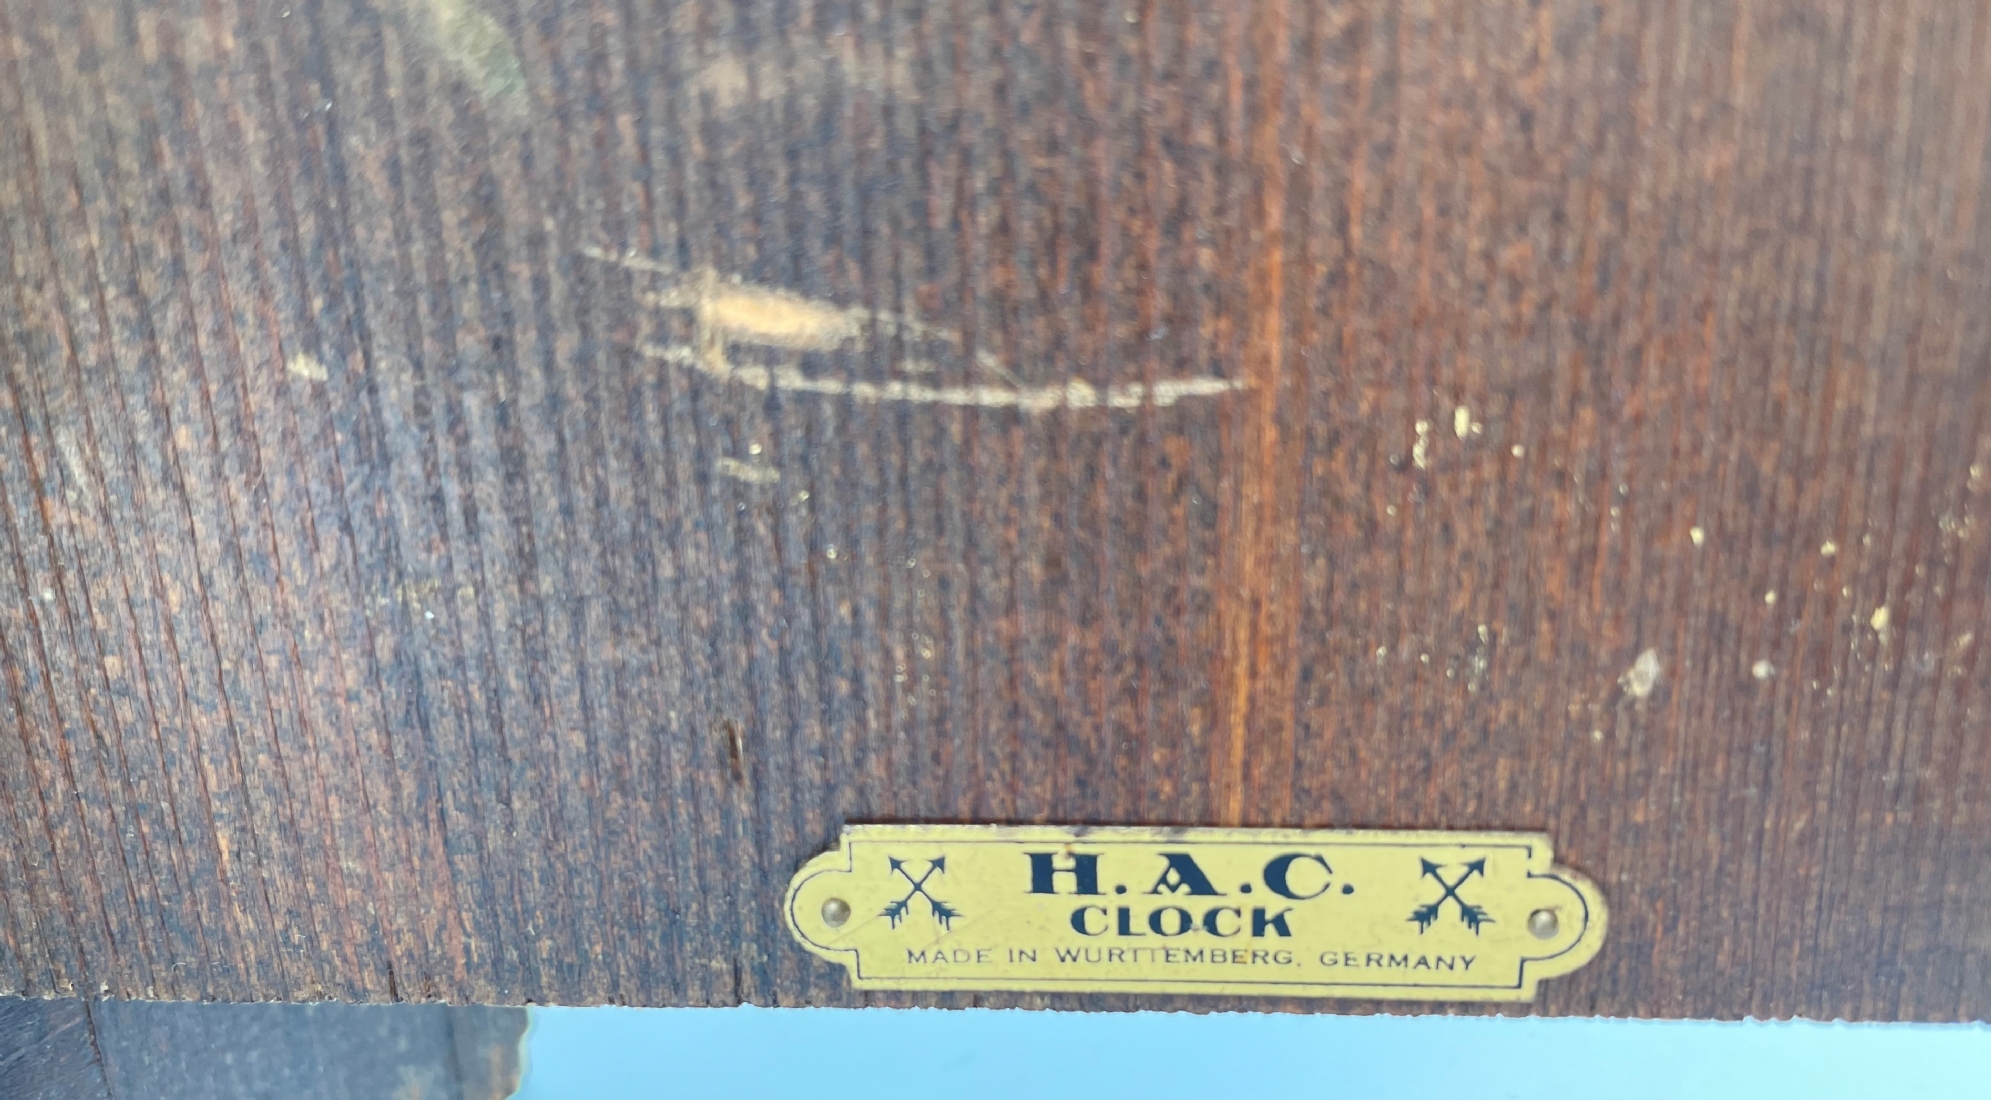 H.A.C.
CLOCK
MADE IN WURTTEMBERG, GERMANY